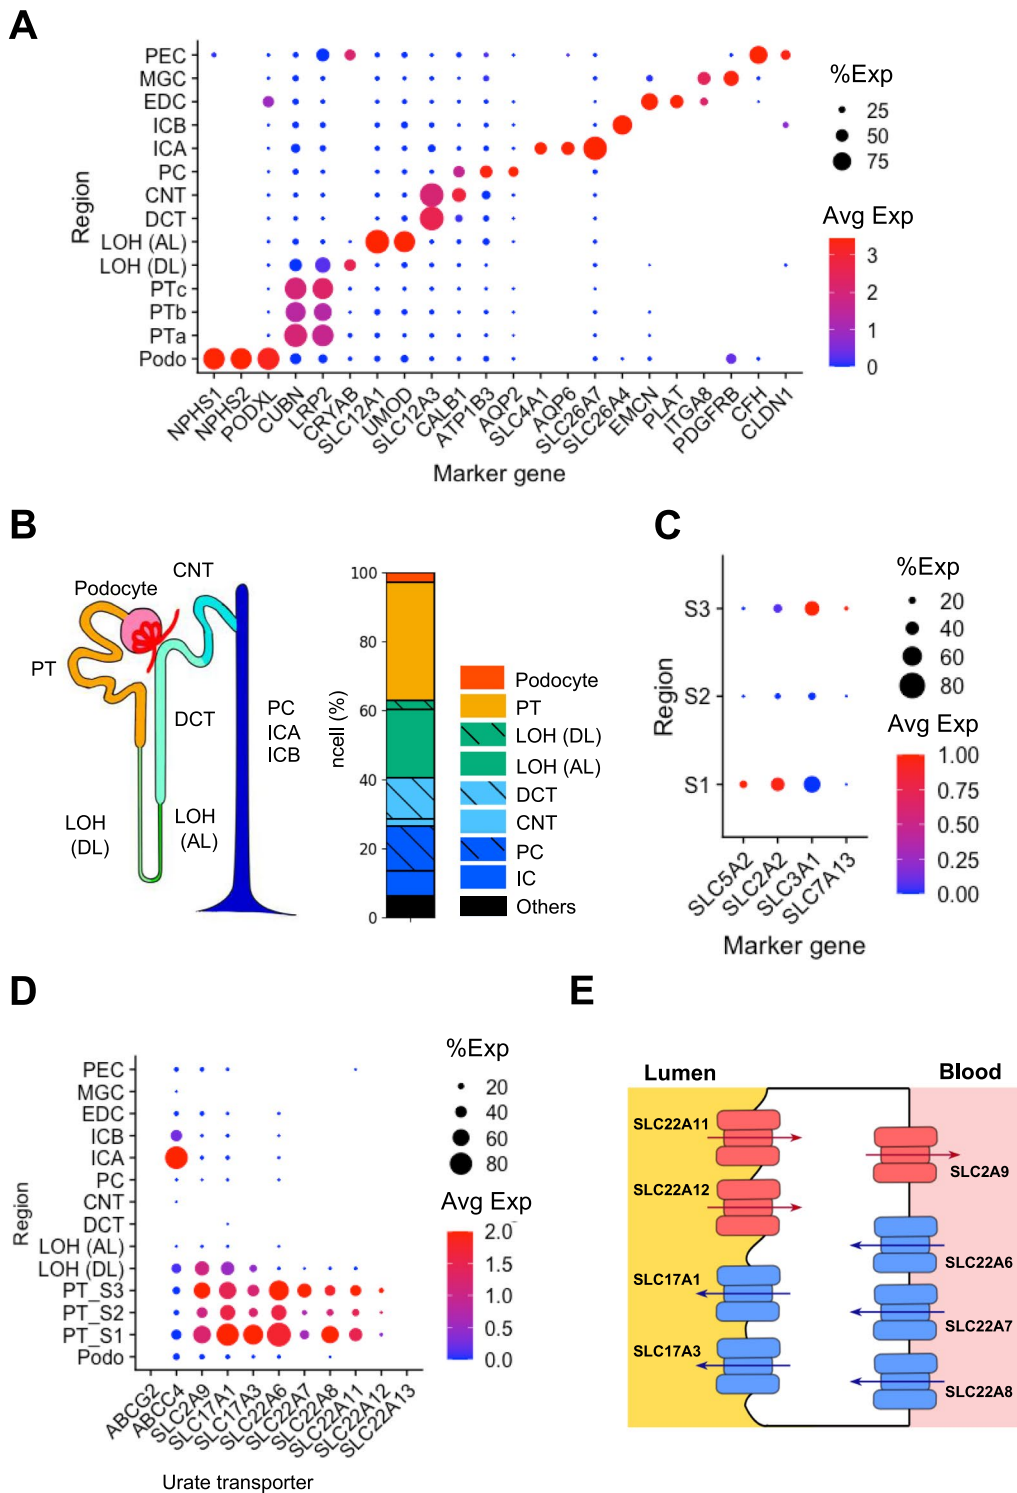 A
PEC
MGC
EDC
ICB
ICA
PC
CNT
DCT
LOH (AL)
LOH (DL)
PTc
PTb
PTa
Podo
Region
NPHS1
NPHS2
PODXL
CUBN
LRP2
CRYAB
SLC12A1
UMOD
SLC12A3
CALB1
ATP1B3
AQP2
SLC4A1
AQP6
SLC26A7
SLC26A4
EMCN
PLAT
ITGA8
PDGFRB
CFH
CLDN1
Marker gene
%Exp
25
50
75
Avg Exp
3
2
1
0
B
Podocyte
CNT
PT
DCT
PC
ICA
ICB
LOH
(DL)
LOH
(AL)
ncell (%)
100
80
60
40
20
0
Podocyte
PT
LOH (DL)
LOH (AL)
DCT
CNT
PC
IC
Others
C
S3
S2
S1
Region
SLC5A2
SLC2A2
SLC3A1
SLC7A13
Marker gene
%Exp
20
40
60
80
Avg Exp
1.00
0.75
0.50
0.25
0.00
D
PEC
MGC
EDC
ICB
ICA
PC
CNT
DCT
LOH (AL)
LOH (DL)
PT_S3
PT_S2
PT_S1
Podo
Region
ABCG2
ABCC4
SLC2A9
SLC17A1
SLC17A3
SLC22A6
SLC22A7
SLC22A8
SLC22A11
SLC22A12
SLC22A13
Urate transporter
%Exp
20
40
60
80
Avg Exp
2.0
1.5
1.0
0.5
0.0
E
Lumen
Blood
SLC22A11
SLC22A12
SLC17A1
SLC17A3
SLC2A9
SLC22A6
SLC22A7
SLC22A8